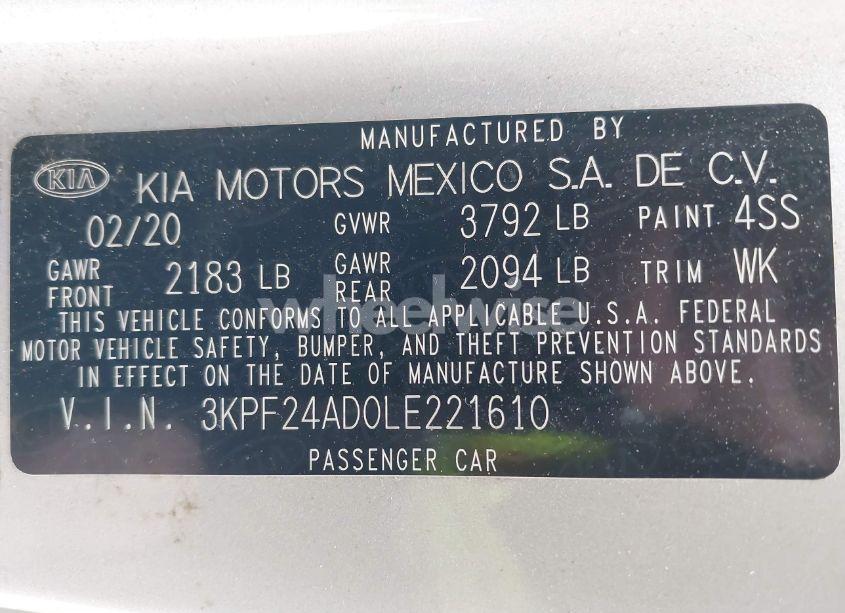 MANUFACTURED BY
KIA KIA MOTORS MEXICO S.A. DE C.V.
02/20 GVWR 3792 LB PAINT 4SS
GAWR FRONT 2183 LB GAWR REAR 2094 LB TRIM WK
wheelwise
THIS VEHICLE CONFORMS TO ALL APPLICABLE U.S.A. FEDERAL
MOTOR VEHICLE SAFETY, BUMPER, AND THEFT PREVENTION STANDARDS
IN EFFECT ON THE DATE OF MANUFACTURE SHOWN ABOVE.
V.I.N. 3KPF24AD0LE221610
PASSENGER CAR